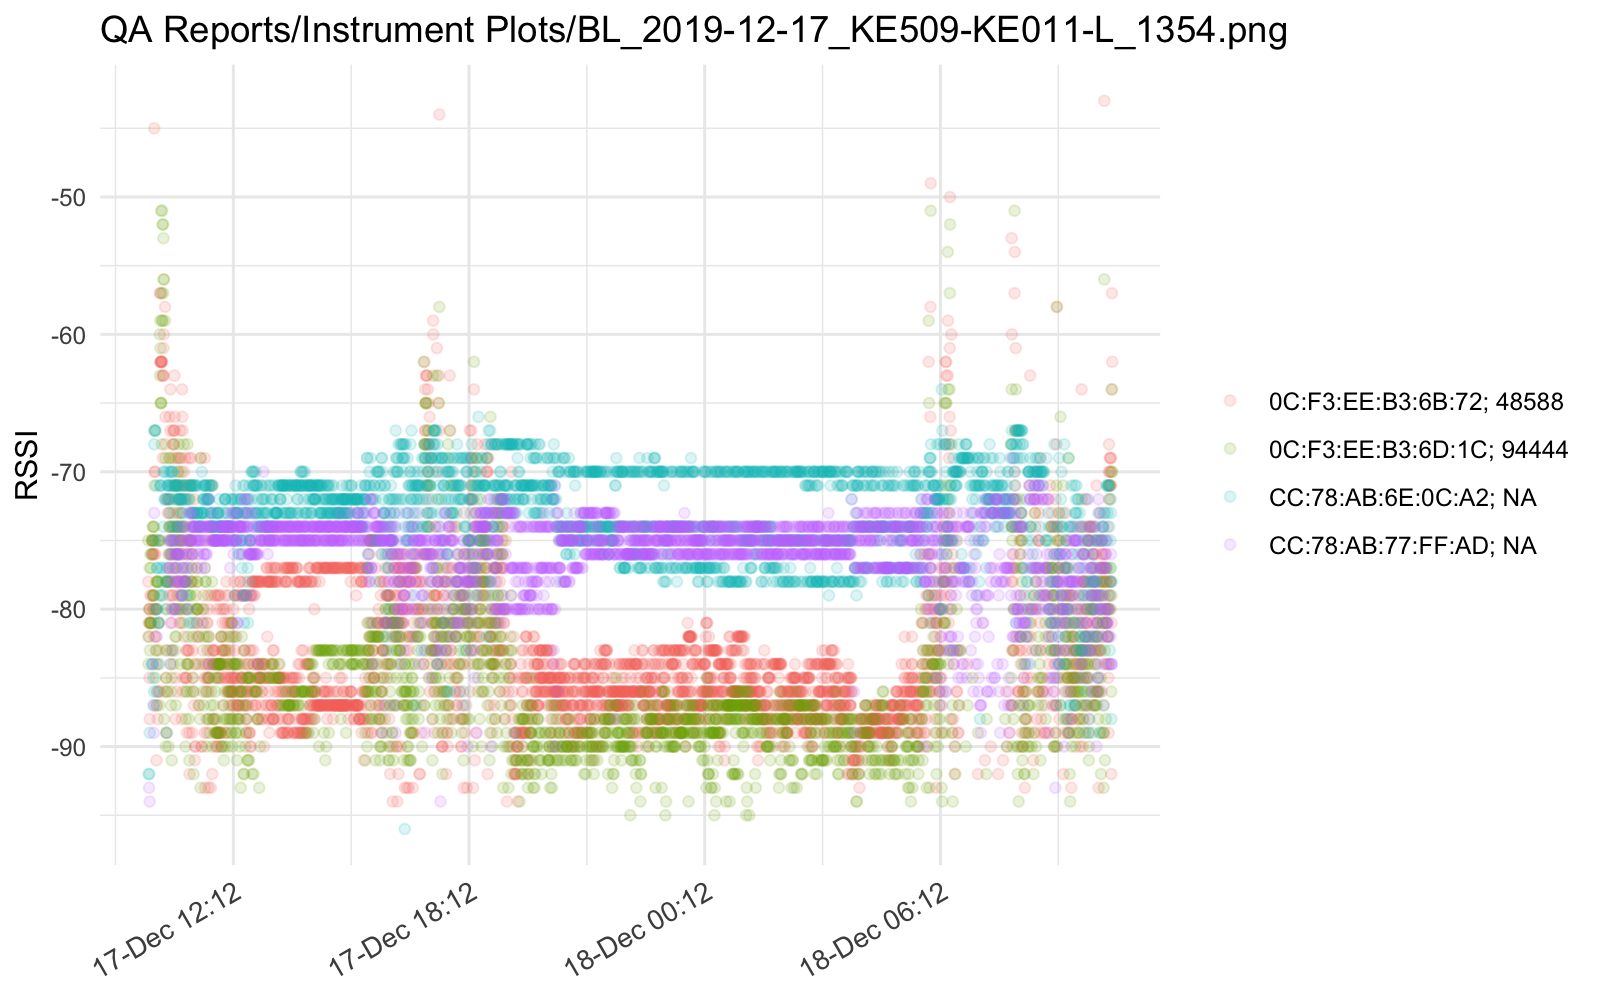 QA Reports/Instrument Plots/BL_2019-12-17_KE509-KE011-L_1354.png
RSSI
-50
-60
-70
-80
-90
17-Dec 12:12
17-Dec 18:12
18-Dec 00:12
18-Dec 06:12
0C:F3:EE:B3:6B:72; 48588
0C:F3:EE:B3:6D:1C; 94444
CC:78:AB:6E:0C:A2; NA
CC:78:AB:77:FF:AD; NA